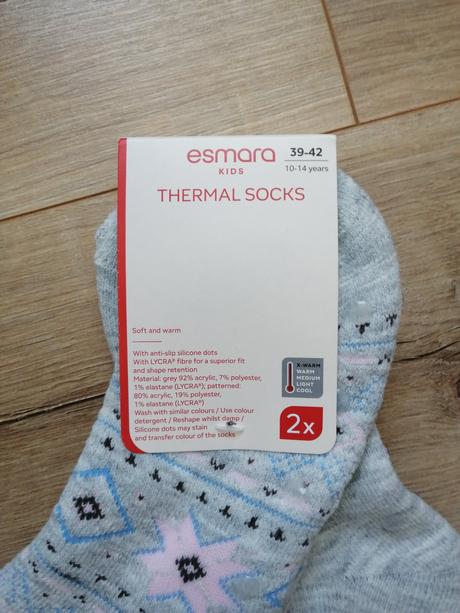 esmara
KIDS
39-42
10-14 years
THERMAL SOCKS
Soft and warm
With anti-slip silicone dots
With LYCRA® fibre for a superior fit
and shape retention
Material: grey 92% acrylic, 7% polyester,
1% elastane (LYCRA®); patterned:
80% acrylic, 19% polyester,
1% elastane (LYCRA®)
Wash with similar colours / Use colour
detergent / Reshape whilst damp /
Silicone dots may stain
and transfer colour of the socks
X-WARM
WARM
MEDIUM
LIGHT
COOL
2x